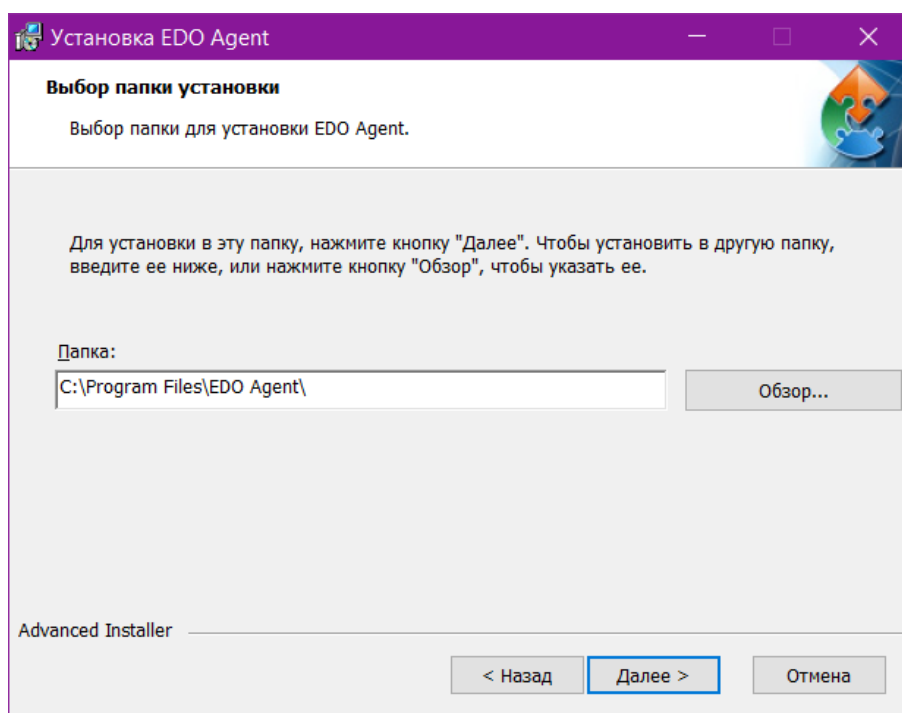 Установка EDO Agent
Выбор папки установки
Выбор папки для установки EDO Agent.
Для установки в эту папку, нажмите кнопку "Далее". Чтобы установить в другую папку,
введите ее ниже, или нажмите кнопку "Обзор", чтобы указать ее.
Папка:
C:\Program Files\EDO Agent\
Обзор...
Advanced Installer
< Назад
Далее >
Отмена